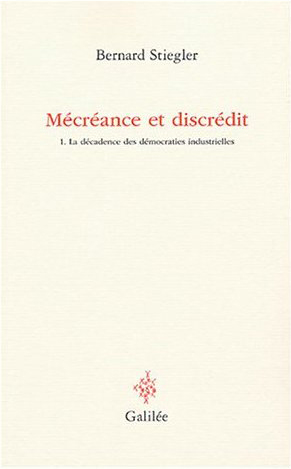 Bernard Stiegler
Mécréance et discrédit
1. La décadence des démocraties industrielles
Galilée